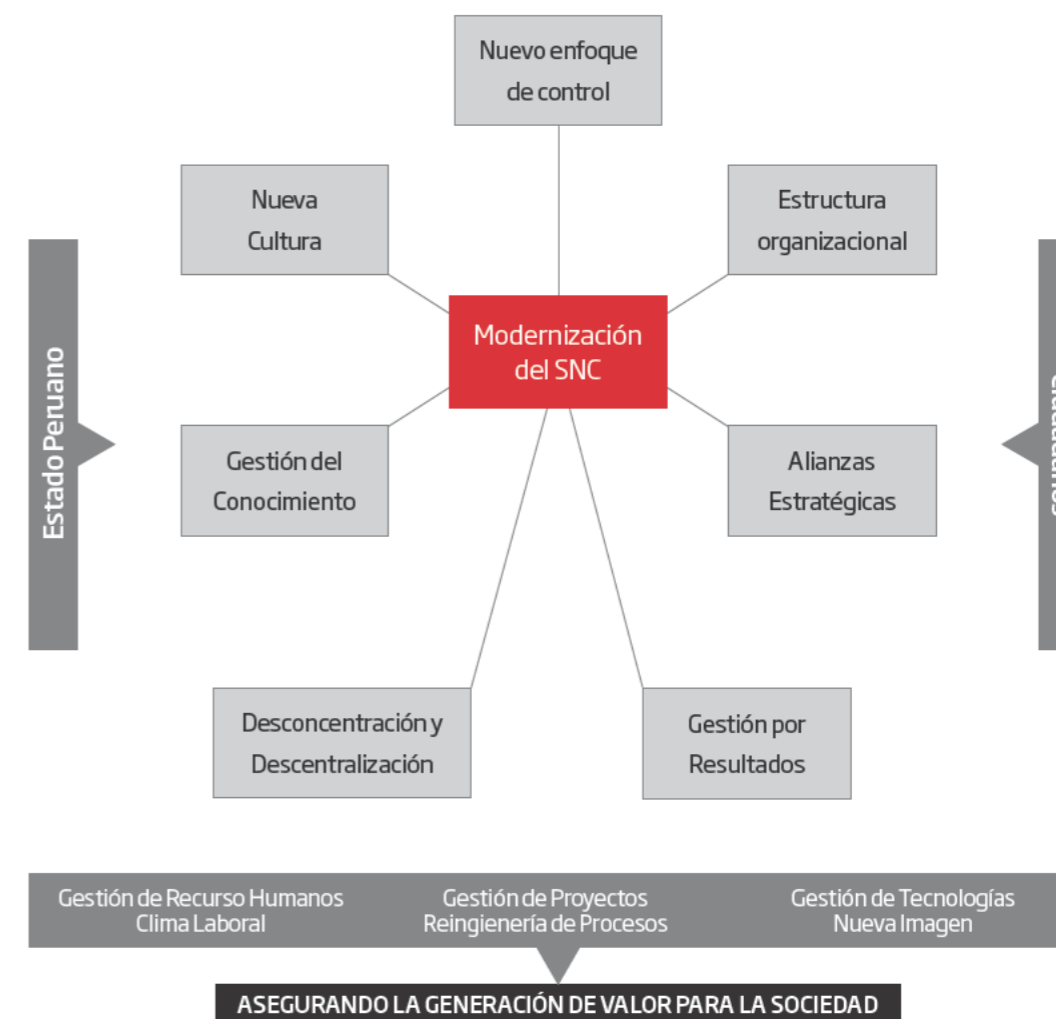 Nuevo enfoque
de control
Nueva
Cultura
Estructura
organizacional
Modernización
del SNC
Estado Peruano
Gestión del
Conocimiento
Alianzas
Estratégicas
Desconcentración y
Descentralización
Gestión por
Resultados
Gestión de Recurso Humanos
Clima Laboral
Gestión de Proyectos
Reingienería de Procesos
Gestión de Tecnologías
Nueva Imagen
ASEGURANDO LA GENERACIÓN DE VALOR PARA LA SOCIEDAD